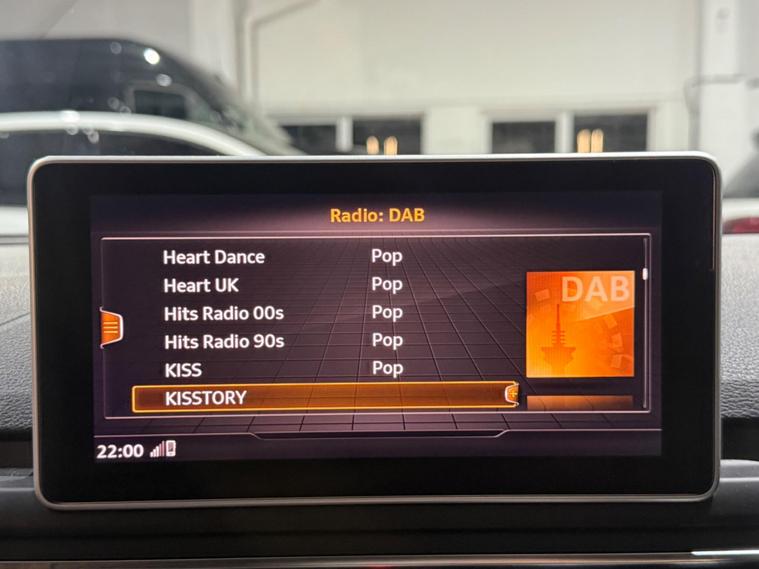 Radio: DAB
Heart Dance Pop
Heart UK Pop
Hits Radio 00s Pop
Hits Radio 90s Pop
KISS Pop
KISSTORY
DAB
22:00